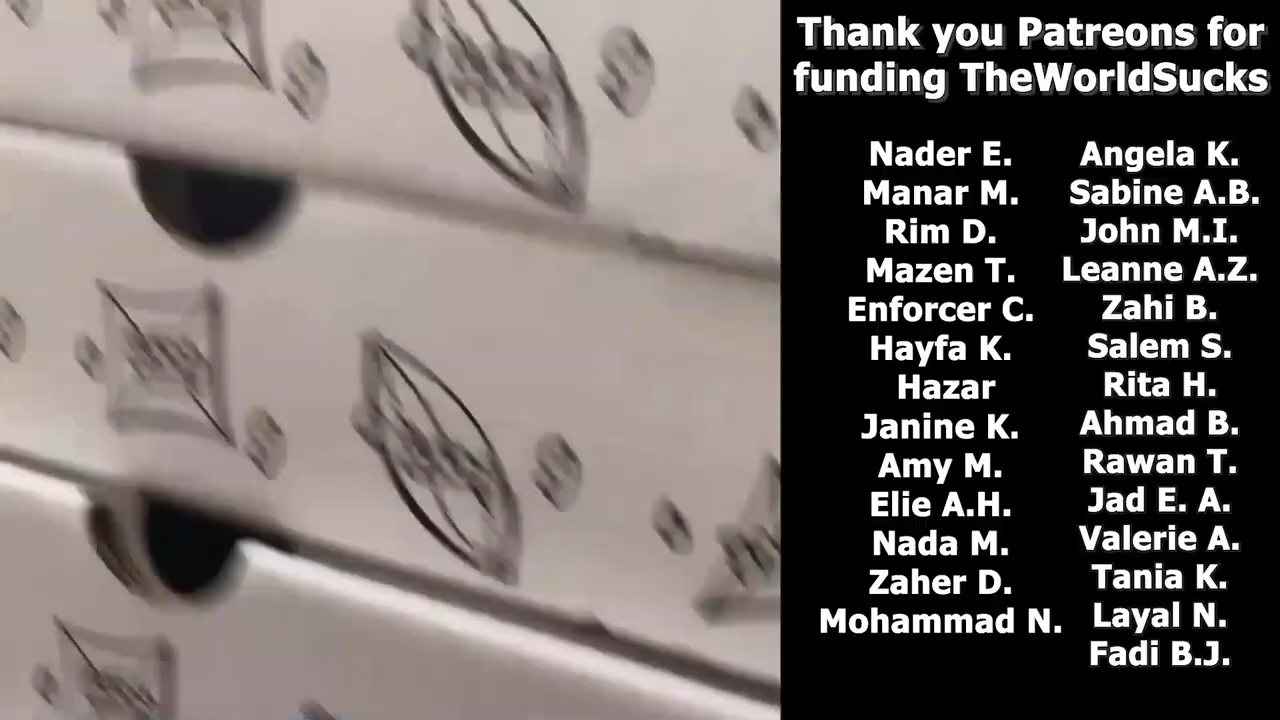 Thank you Patreons for
funding TheWorldSucks
Nader E.
Manar M.
Rim D.
Mazen T.
Enforcer C.
Hayfa K.
Hazar
Janine K.
Amy M.
Elie A.H.
Nada M.
Zaher D.
Mohammad N.
Angela K.
Sabine A.B.
John M.I.
Leanne A.Z.
Zahi B.
Salem S.
Rita H.
Ahmad B.
Rawan T.
Jad E. A.
Valerie A.
Tania K.
Layal N.
Fadi B.J.